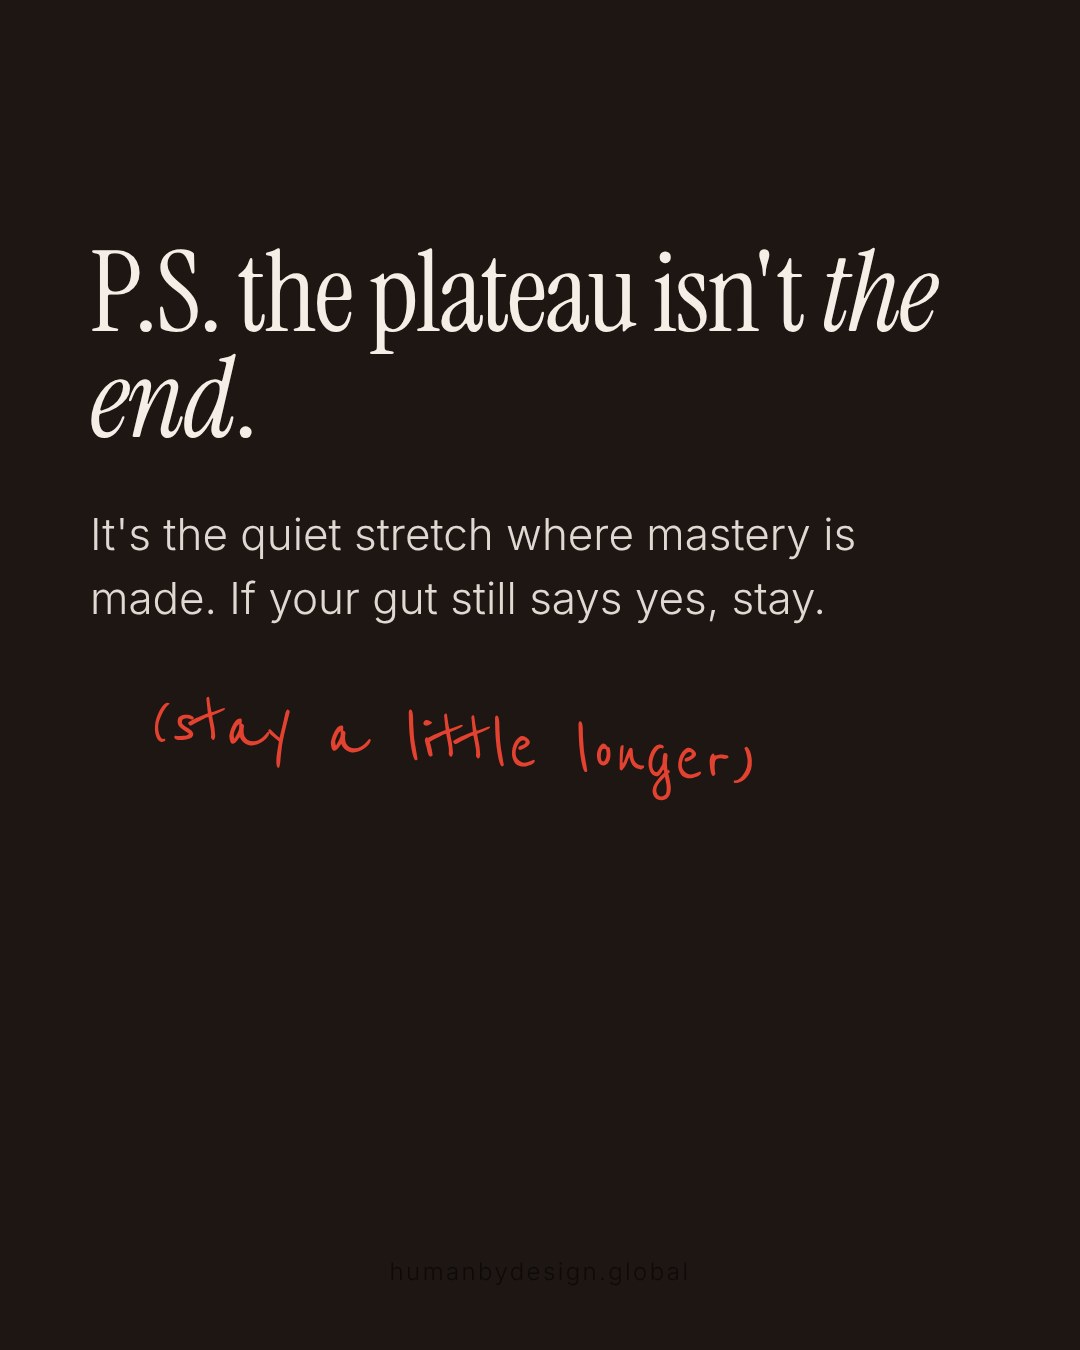 P.S. the plateau isn't the
end.
It's the quiet stretch where mastery is
made. If your gut still says yes, stay.
(stay a little longer)
humanbydesign.global